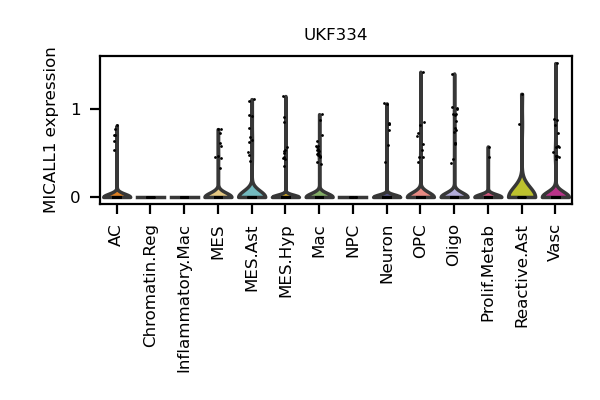 UKF334
MICALL1 expression
1
0
AC
Chromatin.Reg
Inflammatory.Mac
MES
MES.Ast
MES.Hyp
Mac
NPC
Neuron
OPC
Oligo
Prolif.Metab
Reactive.Ast
Vasc